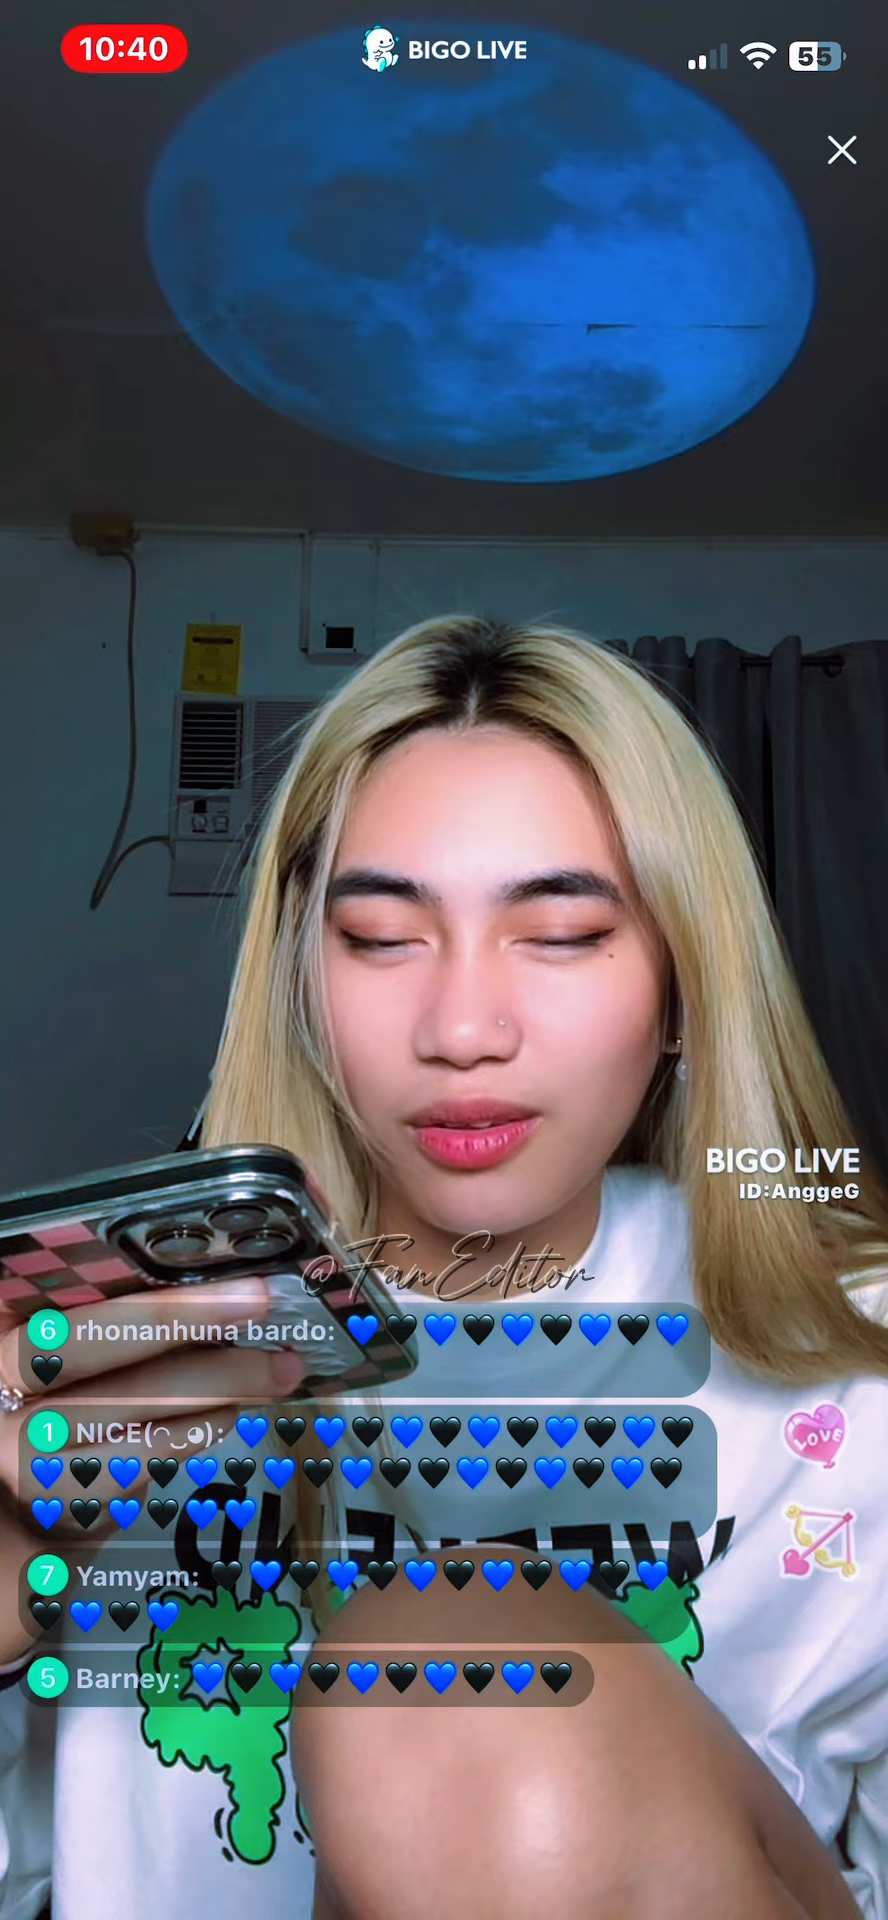 10:40
BIGO LIVE
55
BIGO LIVE
ID:AnggeG
@FanEditor
6 rhonanhuna bardo: 💙🖤💙🖤💙🖤💙🖤💙
🖤
1 NICE(◠‿◕): 💙🖤💙🖤💙🖤💙🖤💙🖤💙🖤
💙🖤💙🖤💙🖤💙🖤💙🖤🖤💙🖤💙🖤💙🖤
💙🖤💙🖤💙💙
LOVE
7 Yamyam: 🖤💙🖤💙🖤💙🖤💙🖤💙🖤💙
🖤💙🖤💙
5 Barney: 💙🖤💙🖤💙🖤💙🖤💙🖤